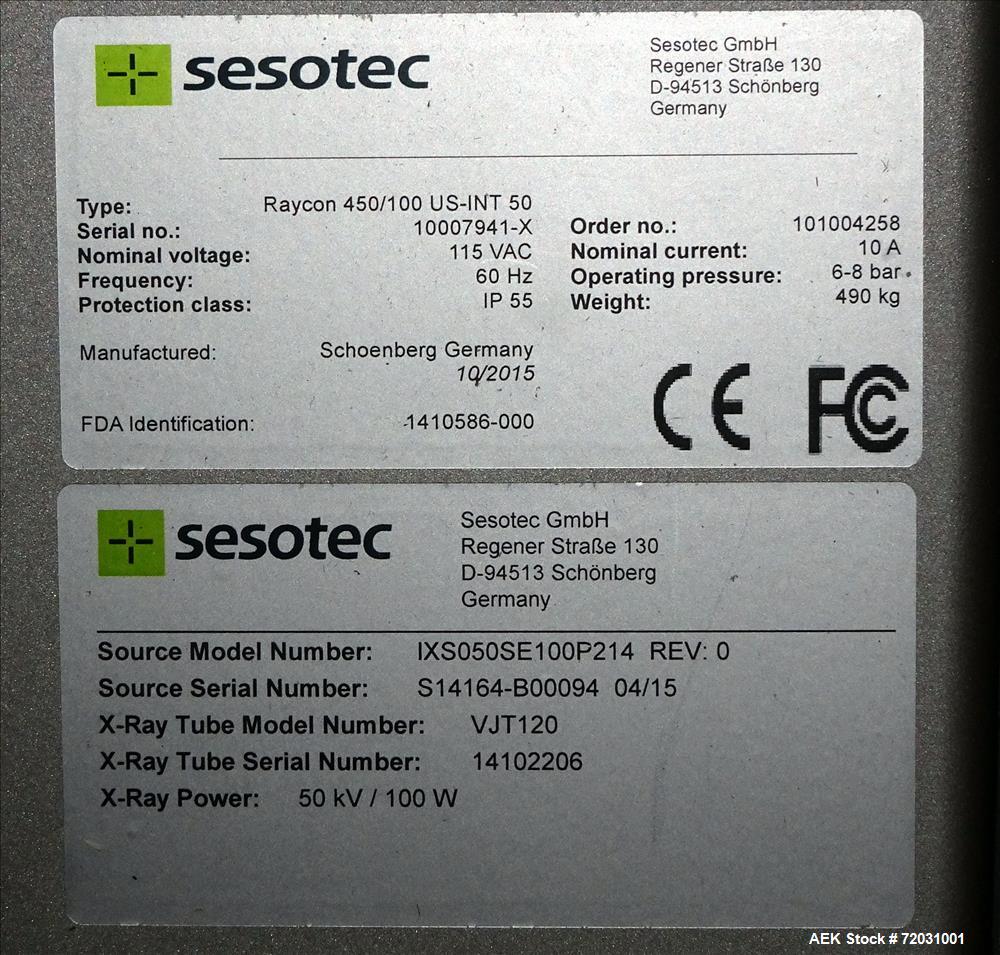 sesotec
Sesotec GmbH
Regener Straße 130
D-94513 Schönberg
Germany
Type: Raycon 450/100 US-INT 50
Serial no.: 10007941-X
Nominal voltage: 115 VAC
Frequency: 60 Hz
Protection class: IP 55
Order no.: 101004258
Nominal current: 10 A
Operating pressure: 6-8 bar
Weight: 490 kg
Manufactured: Schoenberg Germany
10/2015
FDA Identification: 1410586-000
CE FCC
sesotec
Sesotec GmbH
Regener Straße 130
D-94513 Schönberg
Germany
Source Model Number: IXS050SE100P214 REV: 0
Source Serial Number: S14164-B00094 04/15
X-Ray Tube Model Number: VJT120
X-Ray Tube Serial Number: 14102206
X-Ray Power: 50 kV / 100 W
AEK Stock # 72031001